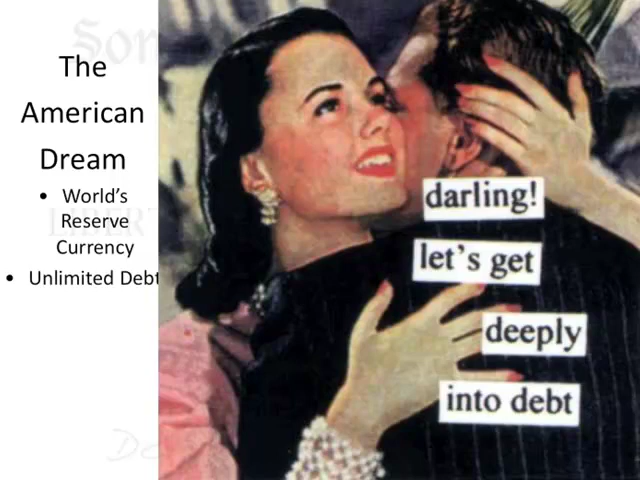 The
American
Dream
• World's
Reserve
Currency
• Unlimited Debt
darling!
let's get
deeply
into debt